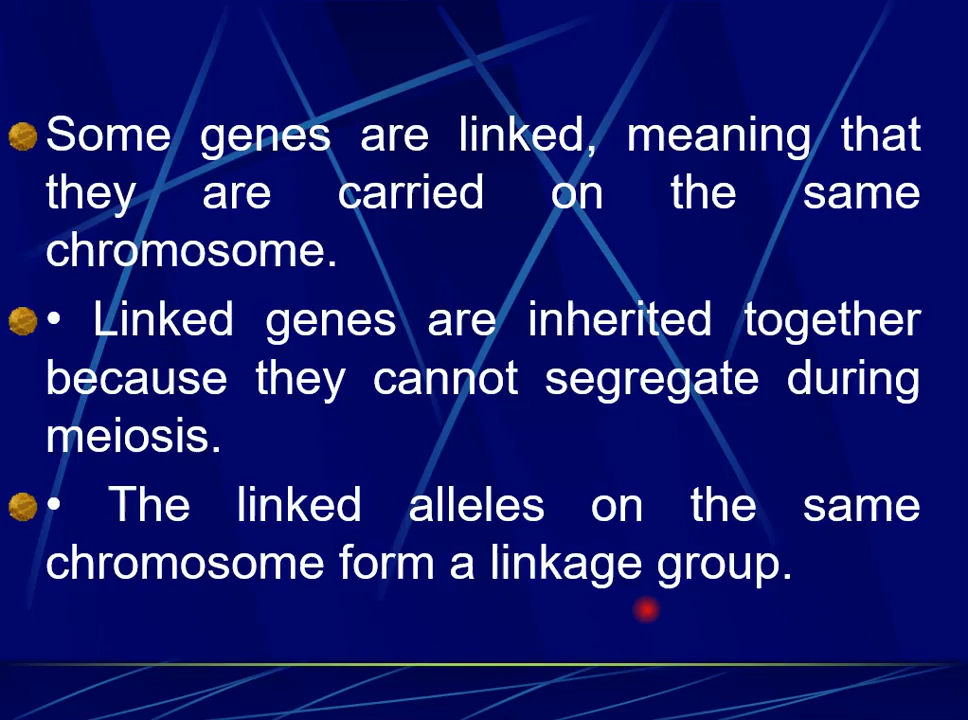 Some genes are linked, meaning that
they are carried on the same
chromosome.
• Linked genes are inherited together
because they cannot segregate during
meiosis.
• The linked alleles on the same
chromosome form a linkage group.